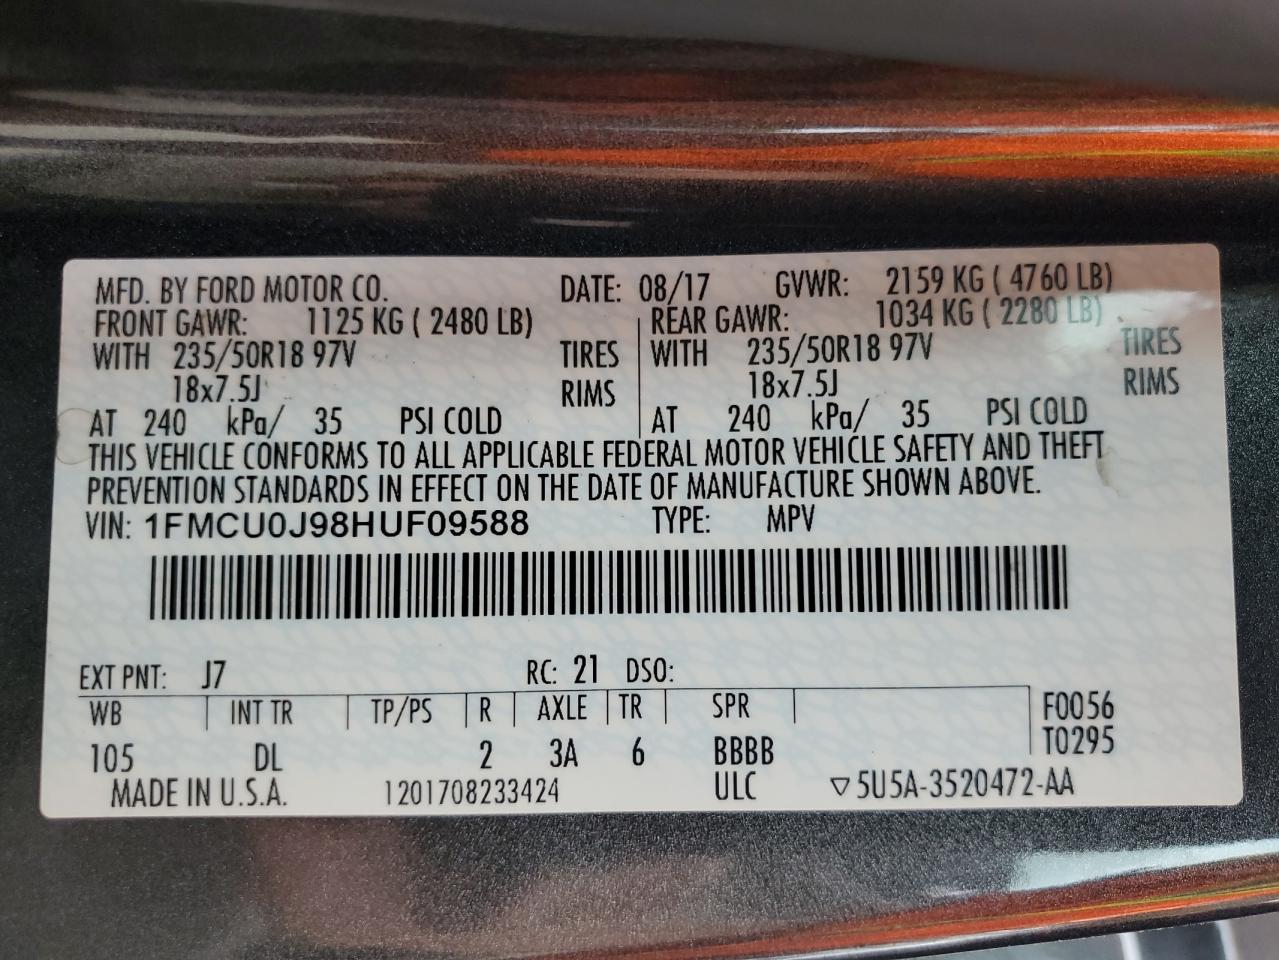 MFD. BY FORD MOTOR CO. DATE: 08/17 GVWR: 2159 KG ( 4760 LB)
FRONT GAWR: 1125 KG ( 2480 LB) REAR GAWR: 1034 KG ( 2280 LB)
WITH 235/50R18 97V TIRES WITH 235/50R18 97V TIRES
18x7.5J RIMS 18x7.5J RIMS
AT 240 kPa/ 35 PSI COLD AT 240 kPa/ 35 PSI COLD
THIS VEHICLE CONFORMS TO ALL APPLICABLE FEDERAL MOTOR VEHICLE SAFETY AND THEFT
PREVENTION STANDARDS IN EFFECT ON THE DATE OF MANUFACTURE SHOWN ABOVE.
VIN: 1FMCU0J98HUF09588 TYPE: MPV
EXT PNT: J7 RC: 21 DSO:
WB INT TR TP/PS R AXLE TR SPR F0056
105 DL 2 3A 6 BBBB T0295
MADE IN U.S.A. 1201708233424 ULC ▽5U5A-3520472-AA